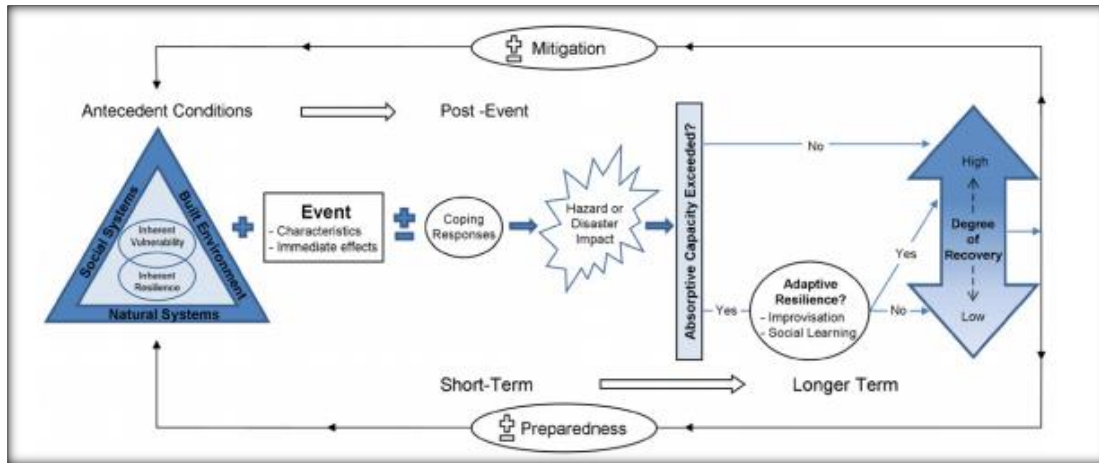 Mitigation
Antecedent Conditions
Post -Event
Social Systems
Built Environment
Natural Systems
Inherent
Vulnerability
Inherent
Resilience
Event
- Characteristics
- Immediate effects
Coping
Responses
Hazard or
Disaster
Impact
Absorptive Capacity Exceeded?
No
Yes
Adaptive
Resilience?
- Improvisation
- Social Learning
Yes
No
High
Degree
of
Recovery
Low
Short-Term
Longer Term
Preparedness